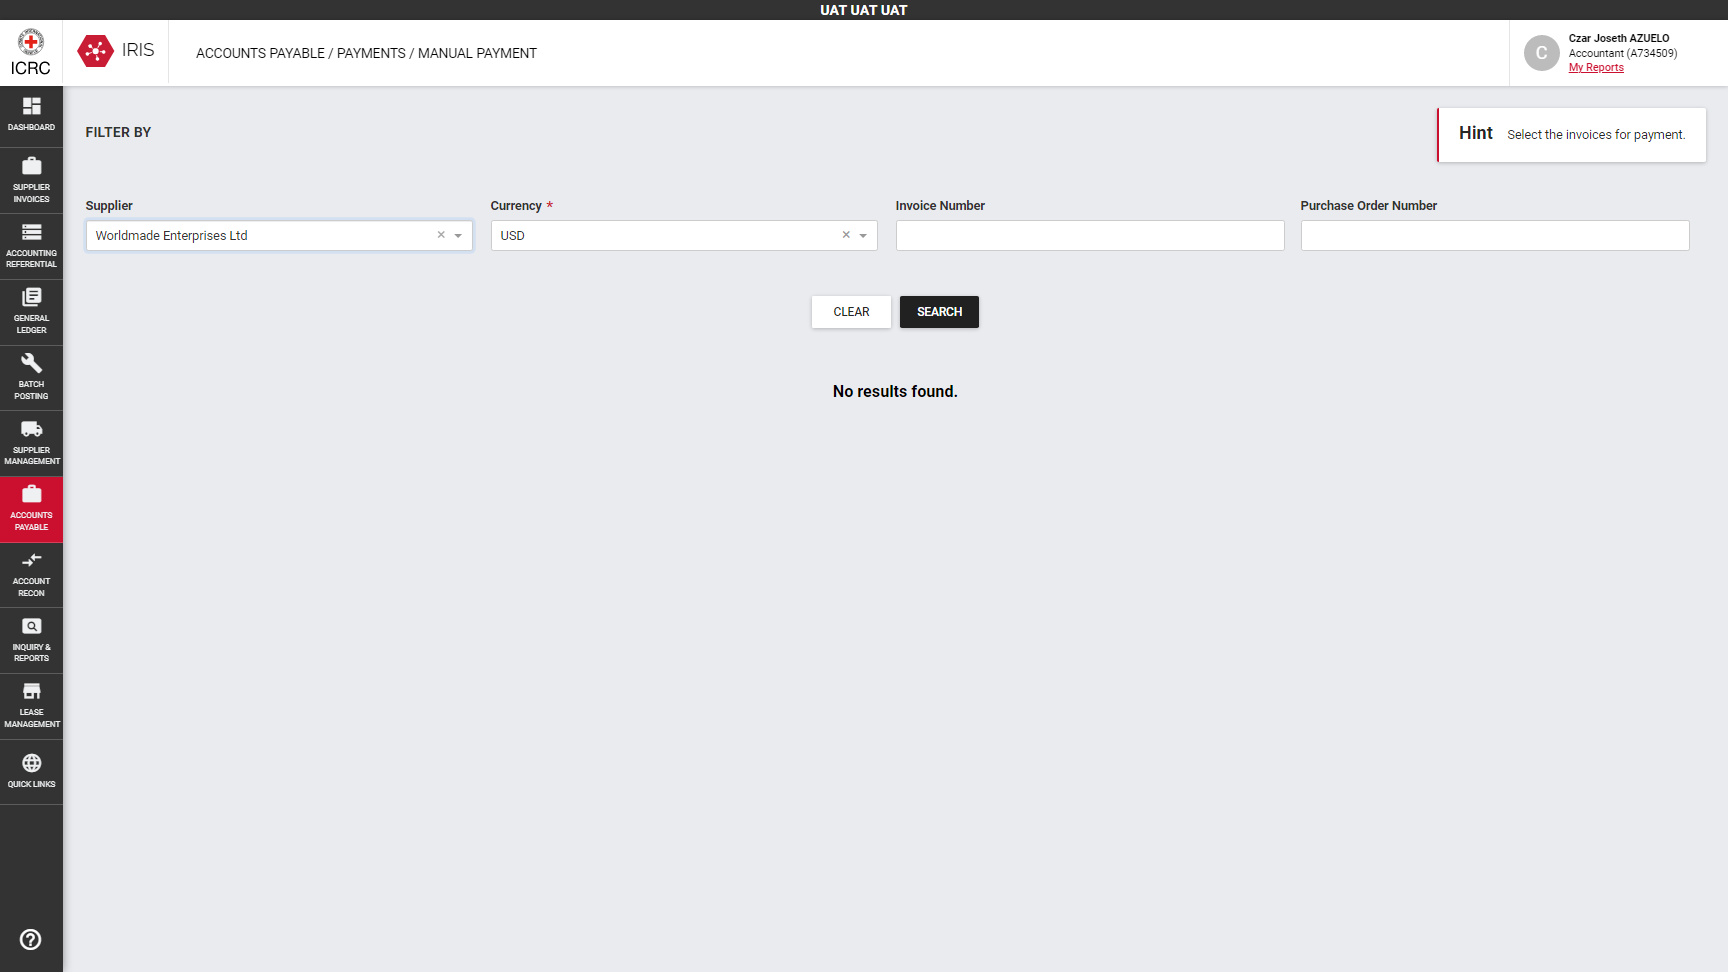 UAT UAT UAT
ICRC
IRIS
ACCOUNTS PAYABLE / PAYMENTS / MANUAL PAYMENT
C
Czar Joseth AZUELO
Accountant (A734509)
My Reports
DASHBOARD
SUPPLIER
INVOICES
ACCOUNTING
REFERENTIAL
GENERAL
LEDGER
BATCH
POSTING
SUPPLIER
MANAGEMENT
ACCOUNTS
PAYABLE
ACCOUNT
RECON
INQUIRY &
REPORTS
LEASE
MANAGEMENT
QUICK LINKS
FILTER BY
Hint Select the invoices for payment.
Supplier
Worldmade Enterprises Ltd
Currency *
USD
Invoice Number
Purchase Order Number
CLEAR
SEARCH
No results found.